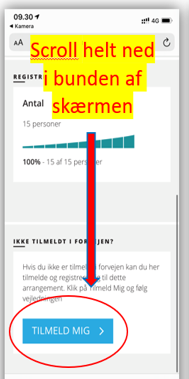 09.30
4G
Kamera
AA
Scroll helt ned
i bunden af
skærmen
REGISTR
Antal
15 personer
100% - 15 af 15 personer
IKKE TILMELDT I FORVEJEN?
Hvis du ikke er tilmeldt i forvejen kan du her
tilmelde og registrere dig til dette
arrangement. Klik på Tilmeld Mig og følg
vejledningen
TILMELD MIG